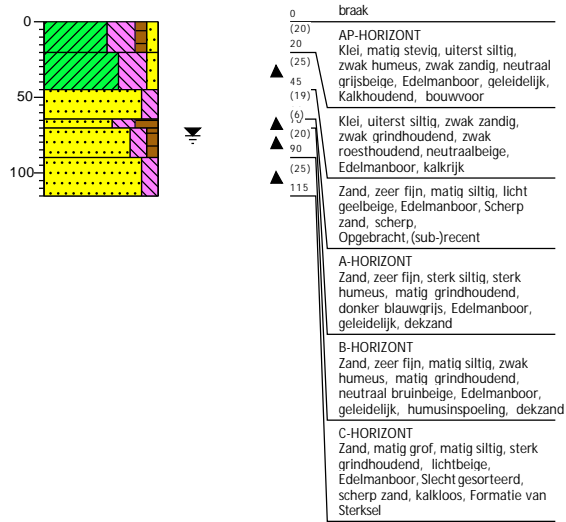 0
50
100
0
(20)
20
(25)
45
(19)
(6)
(20)
90
(25)
115
braak
AP-HORIZONT
Klei, matig stevig, uiterst siltig,
zwak humeus, zwak zandig, neutraal
grijsbeige, Edelmanboor, geleidelijk,
Kalkhoudend, bouwvoor
Klei, uiterst siltig, zwak zandig,
zwak grindhoudend, zwak
roesthoudend, neutraalbeige,
Edelmanboor, kalkrijk
Zand, zeer fijn, matig siltig, licht
geelbeige, Edelmanboor, Scherp
zand, scherp,
Opgebracht, (sub-)recent
A-HORIZONT
Zand, zeer fijn, sterk siltig, sterk
humeus, matig grindhoudend,
donker blauwgrijs, Edelmanboor,
geleidelijk, dekzand
B-HORIZONT
Zand, zeer fijn, matig siltig, zwak
humeus, matig grindhoudend,
neutraal bruinbeige, Edelmanboor,
geleidelijk, humusinspoeling, dekzand
C-HORIZONT
Zand, matig grof, matig siltig, sterk
grindhoudend, lichtbeige,
Edelmanboor, Slecht gesorteerd,
scherp zand, kalkloos, Formatie van
Sterksel